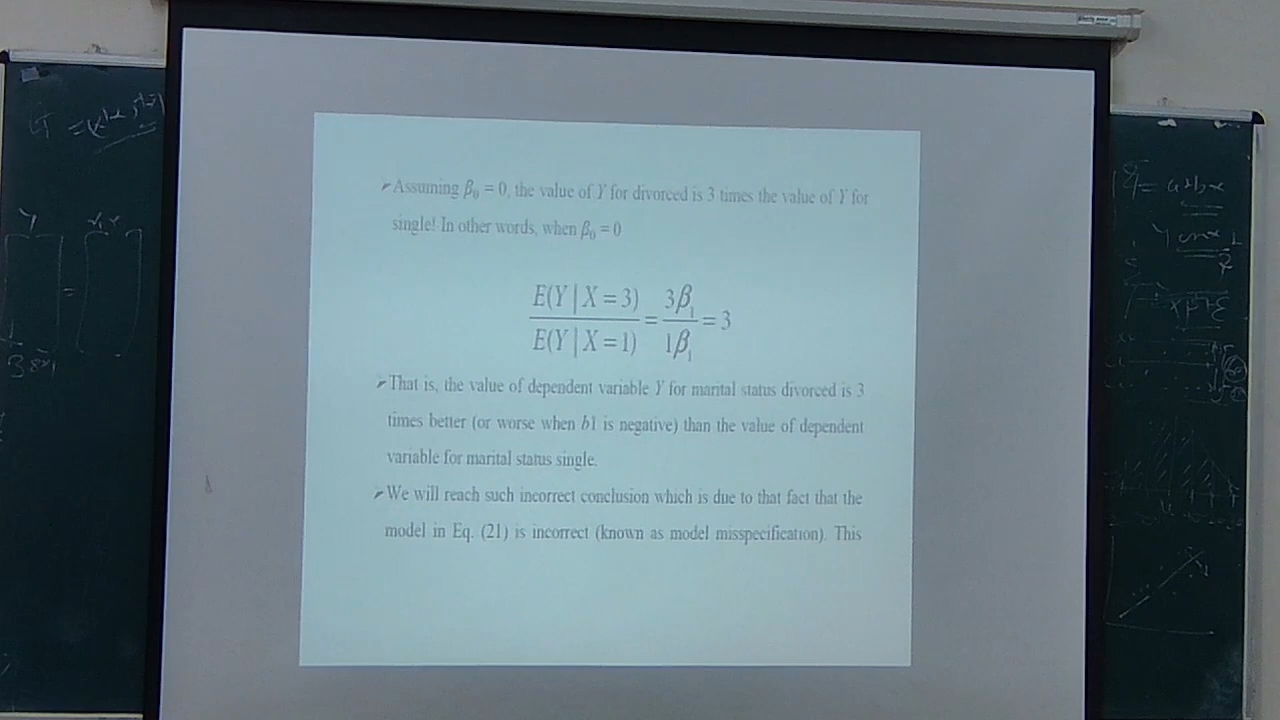 ➢Assuming β₀ = 0, the value of Y for divorced is 3 times the value of Y for
single! In other words, when β₀ = 0
E(Y | X = 3) / E(Y | X = 1) = 3β₁ / 1β₁ = 3
➢That is, the value of dependent variable Y for marital status divorced is 3
times better (or worse when b1 is negative) than the value of dependent
variable for marital status single.
➢We will reach such incorrect conclusion which is due to that fact that the
model in Eq. (21) is incorrect (known as model misspecification). This